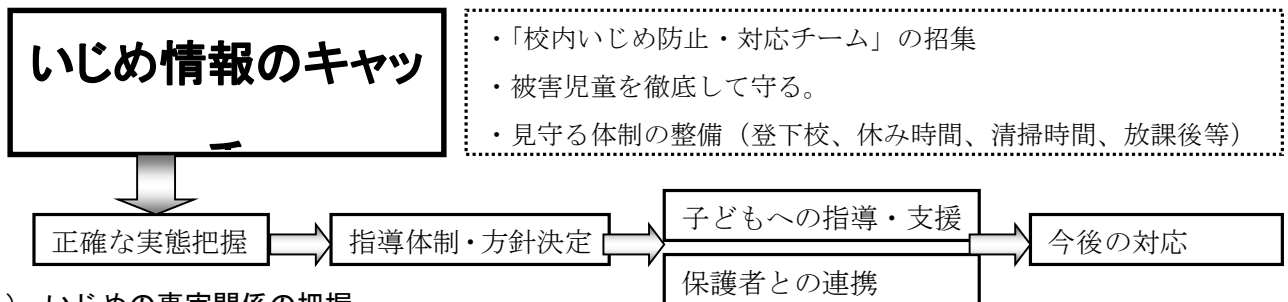 いじめ情報のキャッ
・「校内いじめ防止・対応チーム」の招集
・被害児童を徹底して守る。
・見守る体制の整備（登下校、休み時間、清掃時間、放課後等）
正確な実態把握
指導体制・方針決定
子どもへの指導・支援
保護者との連携
今後の対応
） いじめの事実関係の把握